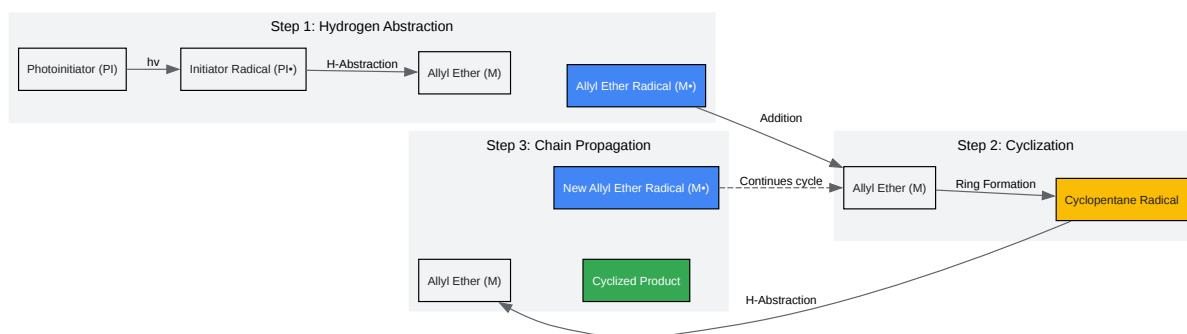 Step 1: Hydrogen Abstraction
Photoinitiator (PI)
hv
Initiator Radical (PI•)
H-Abstraction
Allyl Ether (M)
Allyl Ether Radical (M•)
Addition
Step 3: Chain Propagation
New Allyl Ether Radical (M•)
Continues cycle
Allyl Ether (M)
Cyclized Product
Step 2: Cyclization
Allyl Ether (M)
Ring Formation
Cyclopentane Radical
H-Abstraction